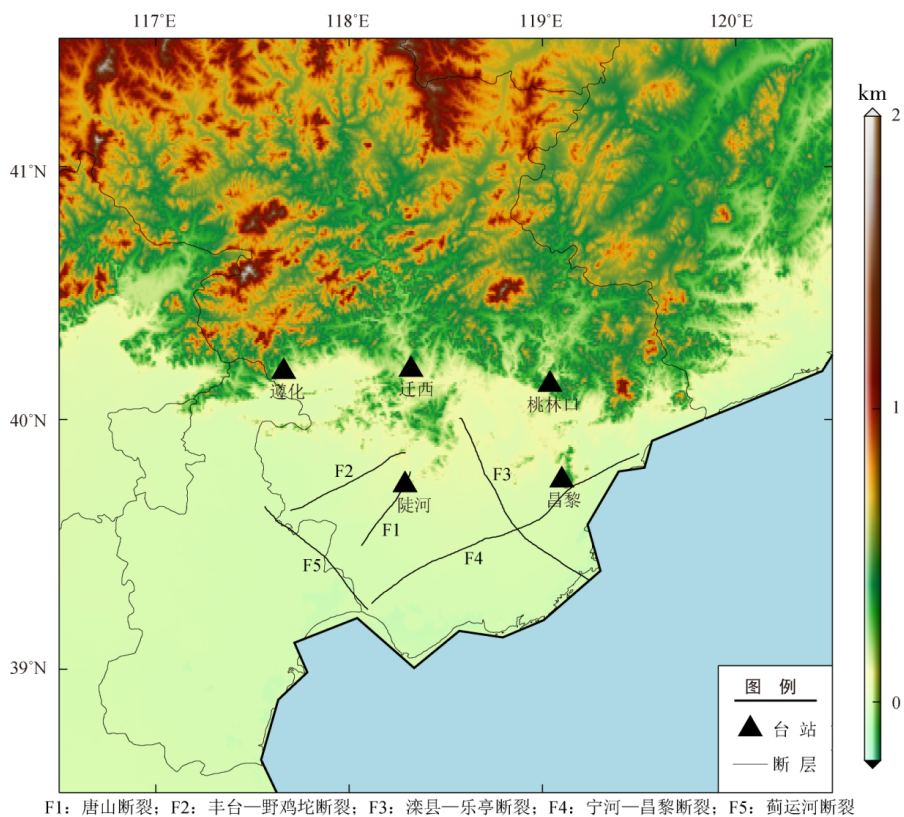 117°E 118°E 119°E 120°E
km
2
41°N
1
遵化 迁西 桃林口
40°N
F2 F3
陡河 昌黎
F1
F5 F4
39°N
0
图 例
台 站
断 层
F1：唐山断裂；F2：丰台—野鸡坨断裂；F3：滦县—乐亭断裂；F4：宁河—昌黎断裂；F5：蓟运河断裂